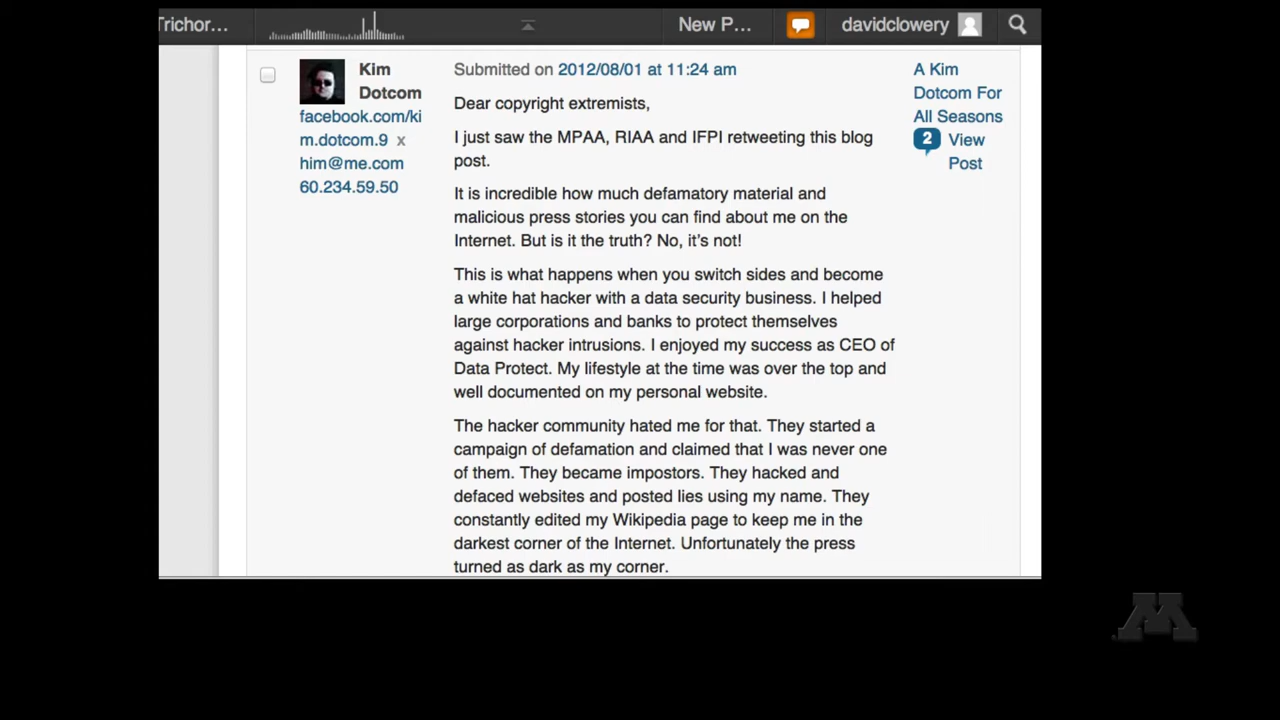 Trichor... New P... davidclowery
Kim
Dotcom
facebook.com/ki
m.dotcom.9 x
him@me.com
60.234.59.50
Submitted on 2012/08/01 at 11:24 am
Dear copyright extremists,
I just saw the MPAA, RIAA and IFPI retweeting this blog
post.
It is incredible how much defamatory material and
malicious press stories you can find about me on the
Internet. But is it the truth? No, it's not!
This is what happens when you switch sides and become
a white hat hacker with a data security business. I helped
large corporations and banks to protect themselves
against hacker intrusions. I enjoyed my success as CEO of
Data Protect. My lifestyle at the time was over the top and
well documented on my personal website.
The hacker community hated me for that. They started a
campaign of defamation and claimed that I was never one
of them. They became impostors. They hacked and
defaced websites and posted lies using my name. They
constantly edited my Wikipedia page to keep me in the
darkest corner of the Internet. Unfortunately the press
turned as dark as my corner.
A Kim
Dotcom For
All Seasons
2 View
Post
M